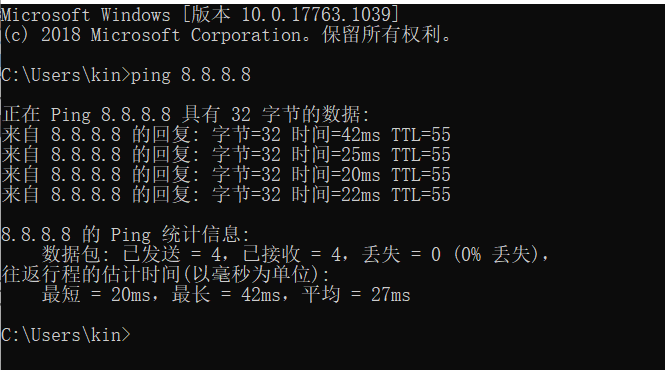 Microsoft Windows [版本 10.0.17763.1039]
(c) 2018 Microsoft Corporation。保留所有权利。
C:\Users\kin>ping 8.8.8.8
正在 Ping 8.8.8.8 具有 32 字节的数据:
来自 8.8.8.8 的回复: 字节=32 时间=42ms TTL=55
来自 8.8.8.8 的回复: 字节=32 时间=25ms TTL=55
来自 8.8.8.8 的回复: 字节=32 时间=20ms TTL=55
来自 8.8.8.8 的回复: 字节=32 时间=22ms TTL=55
8.8.8.8 的 Ping 统计信息:
数据包: 已发送 = 4，已接收 = 4，丢失 = 0 (0% 丢失)，
往返行程的估计时间(以毫秒为单位):
最短 = 20ms，最长 = 42ms，平均 = 27ms
C:\Users\kin>